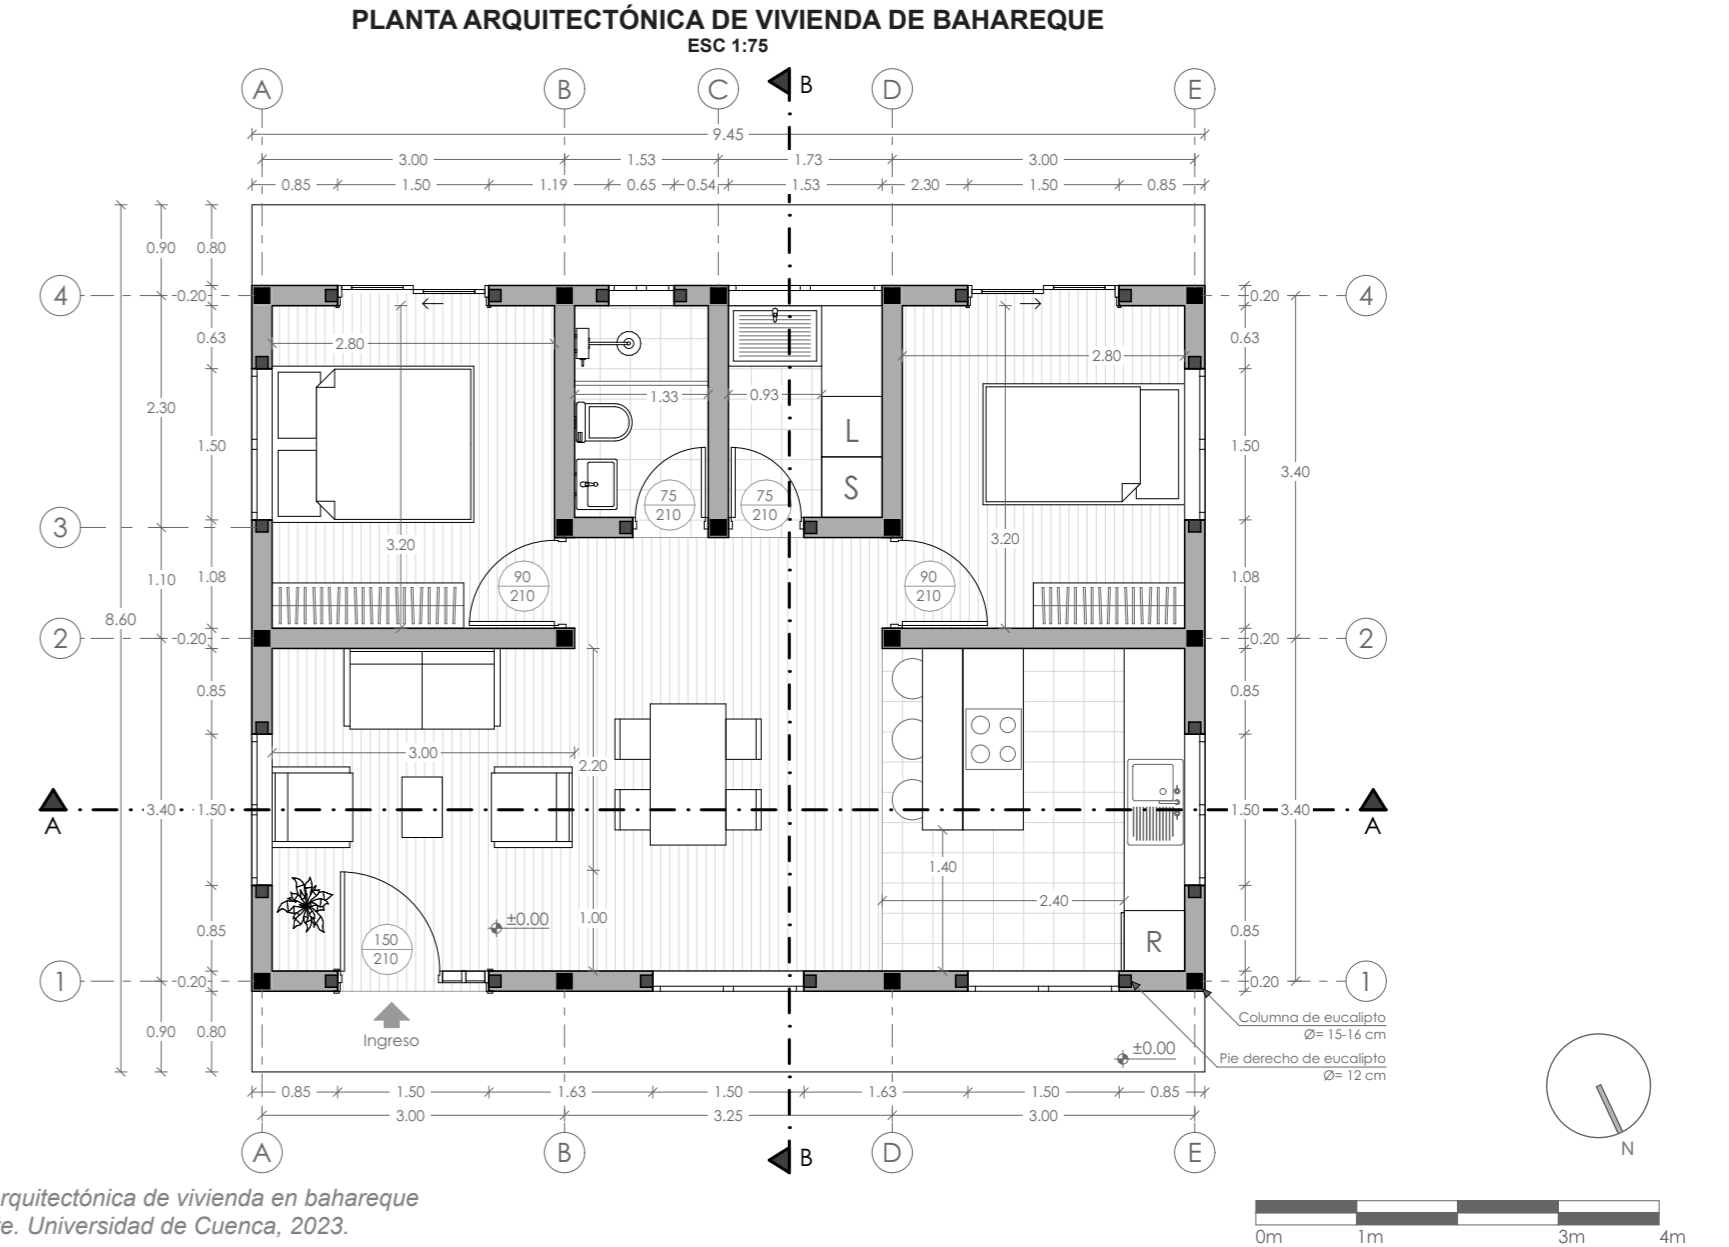 PLANTA ARQUITECTÓNICA DE VIVIENDA DE BAHAREQUE
ESC 1:75
A B C D E
B
9.45
3.00 1.53 1.73 3.00
0.85 1.50 1.19 0.65 0.54 1.53 2.30 1.50 0.85
0.90 0.80
4 0.20 0.20 4
0.63 0.63
2.80 2.80
2.30 1.33 0.93
1.50 L 1.50
3.40
S
75 75
210 210
3 3.20 3.20
1.10 1.08 90 90 1.08
210 210
8.60
2 0.20 0.20 2
0.85 0.85
3.00
2.20
A 3.40 1.50 1.50 3.40 A
1.40
2.40
0.85 ±0.00 1.00 0.85
150 R
210
1 0.20 0.20 1
Columna de eucalipto
Ø= 15-16 cm
0.90 0.80
Ingreso
±0.00
Pie derecho de eucalipto
Ø= 12 cm
0.85 1.50 1.63 1.50 1.63 1.50 0.85
3.00 3.25 3.00
A B B D E
N
rquitectónica de vivienda en bahareque
e. Universidad de Cuenca, 2023.
0m 1m 3m 4m